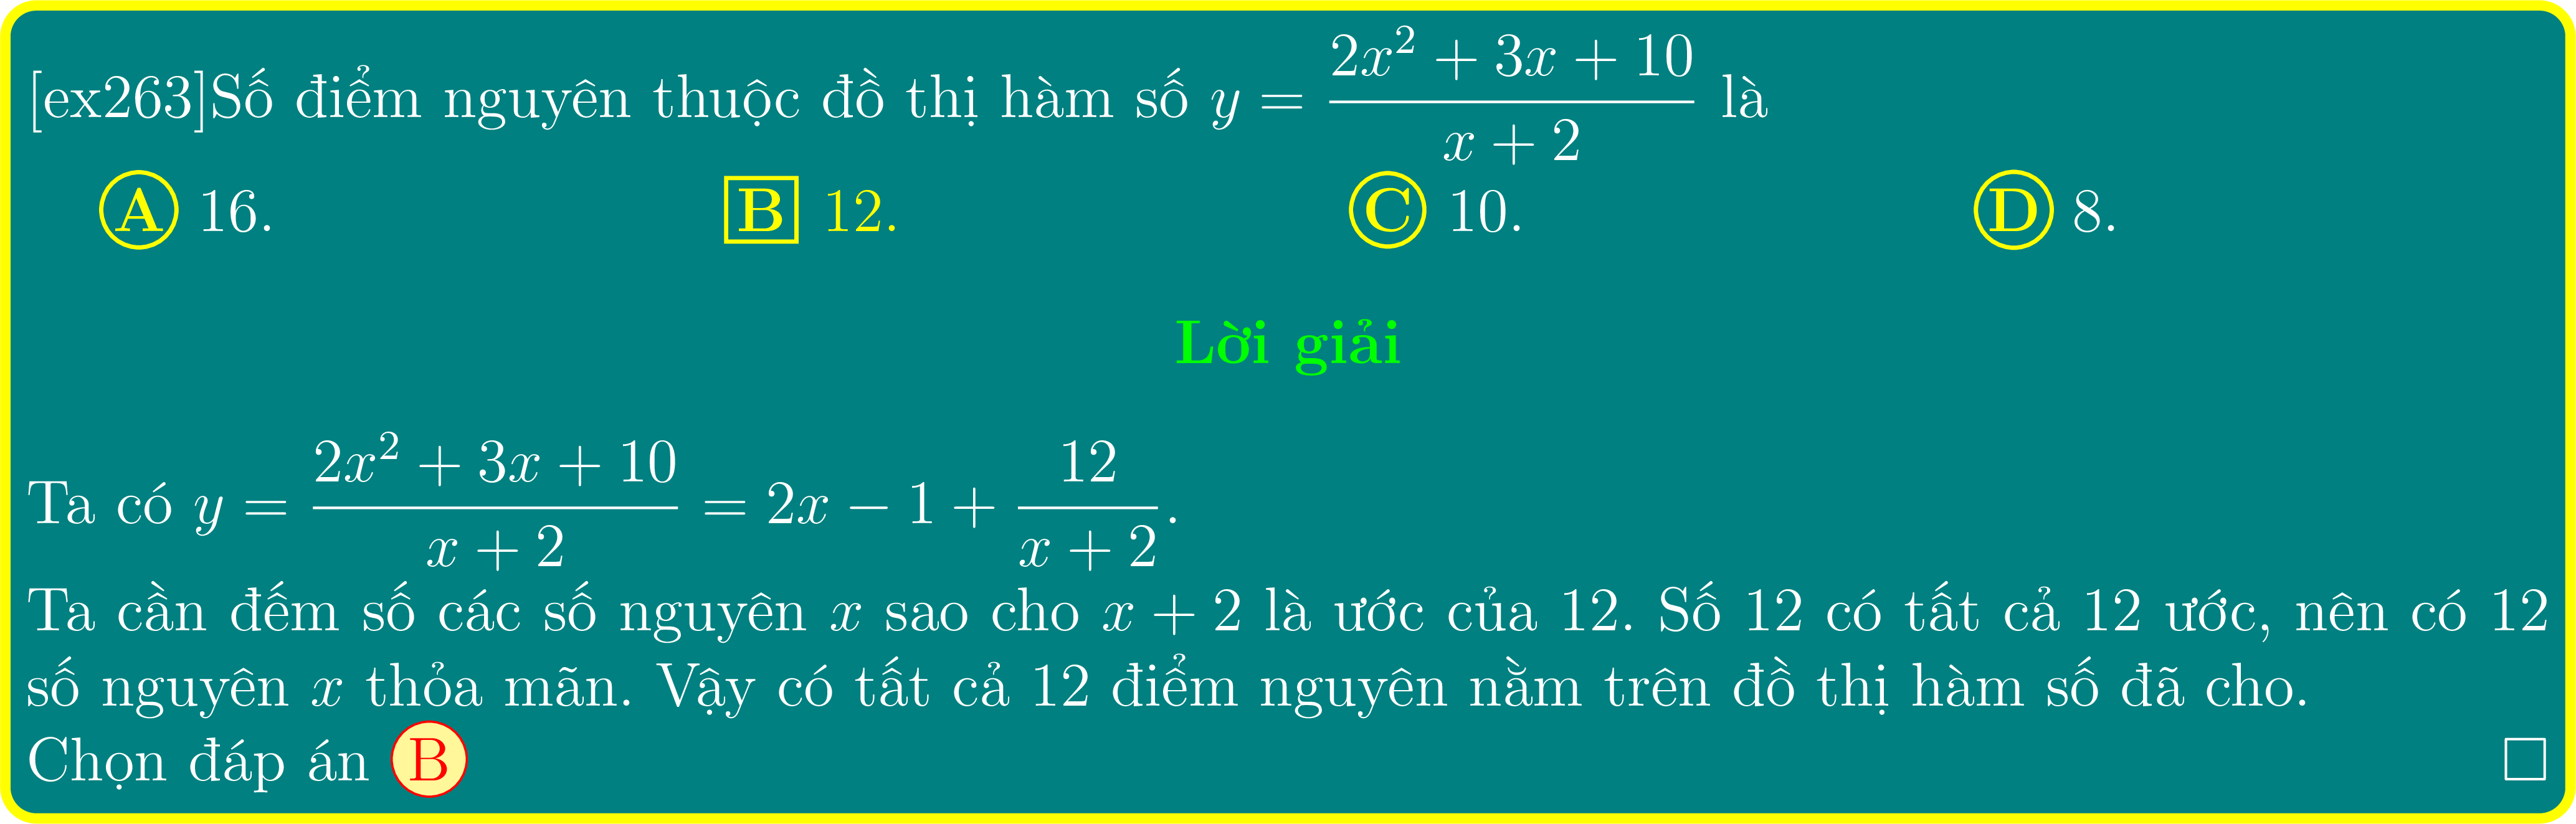 [ex263]Số điểm nguyên thuộc đồ thị hàm số $y = \dfrac{2x^2 + 3x + 10}{x + 2}$ là
A 16. B 12. C 10. D 8.
Lời giải
Ta có $y = \dfrac{2x^2 + 3x + 10}{x + 2} = 2x - 1 + \dfrac{12}{x + 2}$.
Ta cần đếm số các số nguyên $x$ sao cho $x + 2$ là ước của 12. Số 12 có tất cả 12 ước, nên có 12
số nguyên $x$ thỏa mãn. Vậy có tất cả 12 điểm nguyên nằm trên đồ thị hàm số đã cho.
Chọn đáp án B □